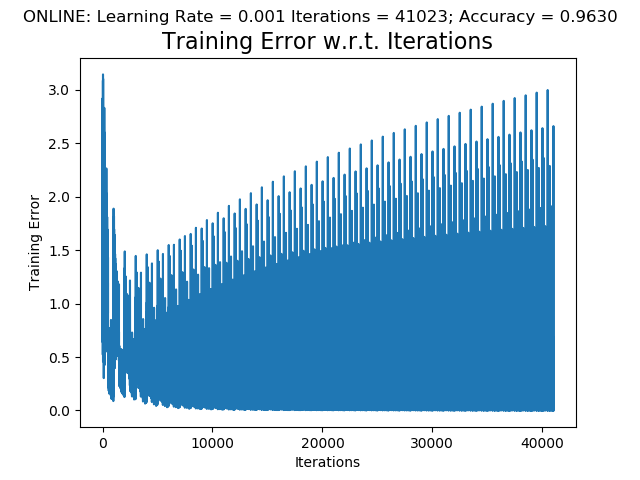 ONLINE: Learning Rate = 0.001 Iterations = 41023; Accuracy = 0.9630
Training Error w.r.t. Iterations
3.0
2.5
2.0
1.5
1.0
0.5
0.0
Training Error
0 10000 20000 30000 40000
Iterations